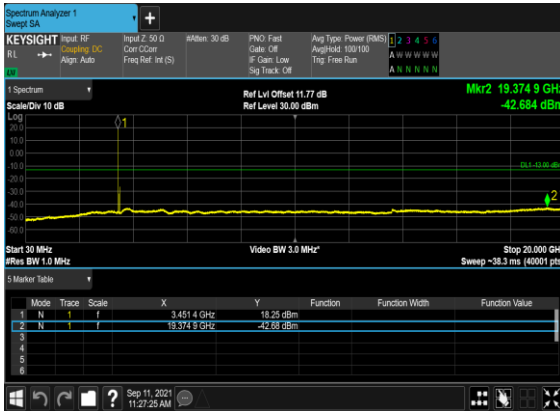 Spectrum Analyzer 1
Swept SA
+
KEYSIGHT Input: RF Input Z: 50 Ω #Atten: 30 dB PNO: Fast Avg Type: Power (RMS) 1 2 3 4 5 6
RL Coupling: DC Corr CCorr Gate: Off Avg|Hold: 100/100 A W W W W W
Align: Auto Freq Ref: Int (S) IF Gain: Low Trig: Free Run
Sig Track: Off A N N N N N
1 Spectrum Ref Lvl Offset 11.77 dB Mkr2 19.374 9 GHz
Scale/Div 10 dB Ref Level 30.00 dBm -42.684 dBm
Log
20.0
10.0
0.00
-10.0
-20.0
-30.0
-40.0
-50.0
-60.0
1
DL1 -13.00 dBm
2
Start 30 MHz Video BW 3.0 MHz* Stop 20.000 GHz
#Res BW 1.0 MHz Sweep ~38.3 ms (40001 pts)
5 Marker Table
Mode Trace Scale X Y Function Function Width Function Value
1 N 1 f 3.451 4 GHz 18.25 dBm
2 N 1 f 19.374 9 GHz -42.68 dBm
3
4
5
6
? Sep 11, 2021
11:27:25 AM